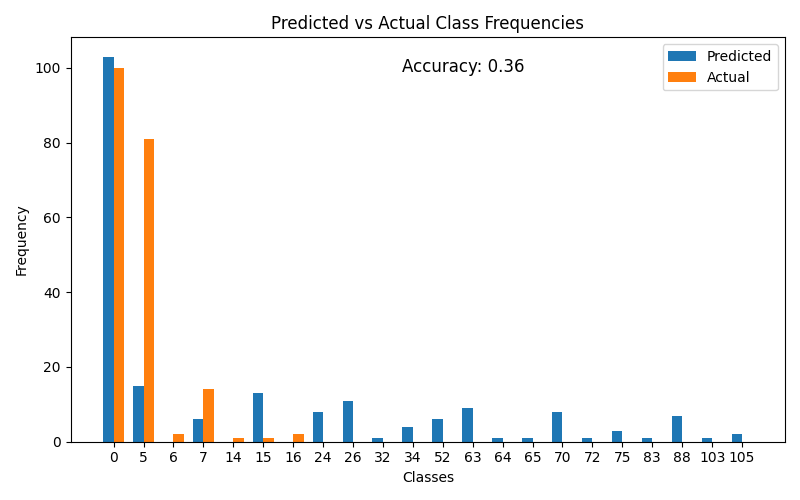 Predicted vs Actual Class Frequencies
Accuracy: 0.36
Predicted
Actual
Frequency
100
80
60
40
20
0
0 5 6 7 14 15 16 24 26 32 34 52 63 64 65 70 72 75 83 88 103 105
Classes